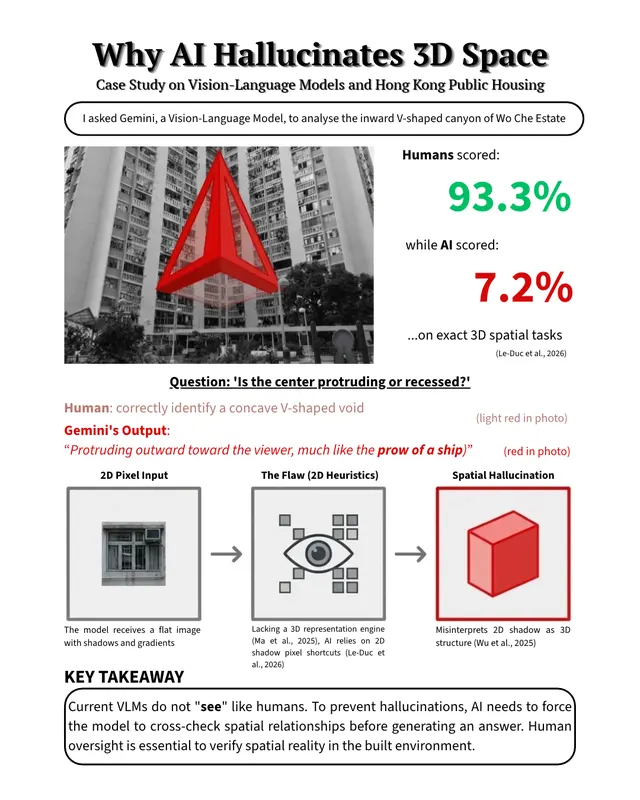 Why AI Hallucinates 3D Space
Case Study on Vision-Language Models and Hong Kong Public Housing
I asked Gemini, a Vision-Language Model, to analyse the inward V-shaped canyon of Wo Che Estate
Humans scored:
93.3%
while AI scored:
7.2%
...on exact 3D spatial tasks
(Le-Duc et al., 2026)
Question: 'Is the center protruding or recessed?'
Human: correctly identify a concave V-shaped void
(light red in photo)
Gemini's Output:
“Protruding outward toward the viewer, much like the prow of a ship)”
(red in photo)
2D Pixel Input
The model receives a flat image
with shadows and gradients
The Flaw (2D Heuristics)
Lacking a 3D representation engine
(Ma et al., 2025), AI relies on 2D
shadow pixel shortcuts (Le-Duc et
al., 2026)
Spatial Hallucination
Misinterprets 2D shadow as 3D
structure (Wu et al., 2025)
KEY TAKEAWAY
Current VLMs do not "see" like humans. To prevent hallucinations, AI needs to force
the model to cross-check spatial relationships before generating an answer. Human
oversight is essential to verify spatial reality in the built environment.